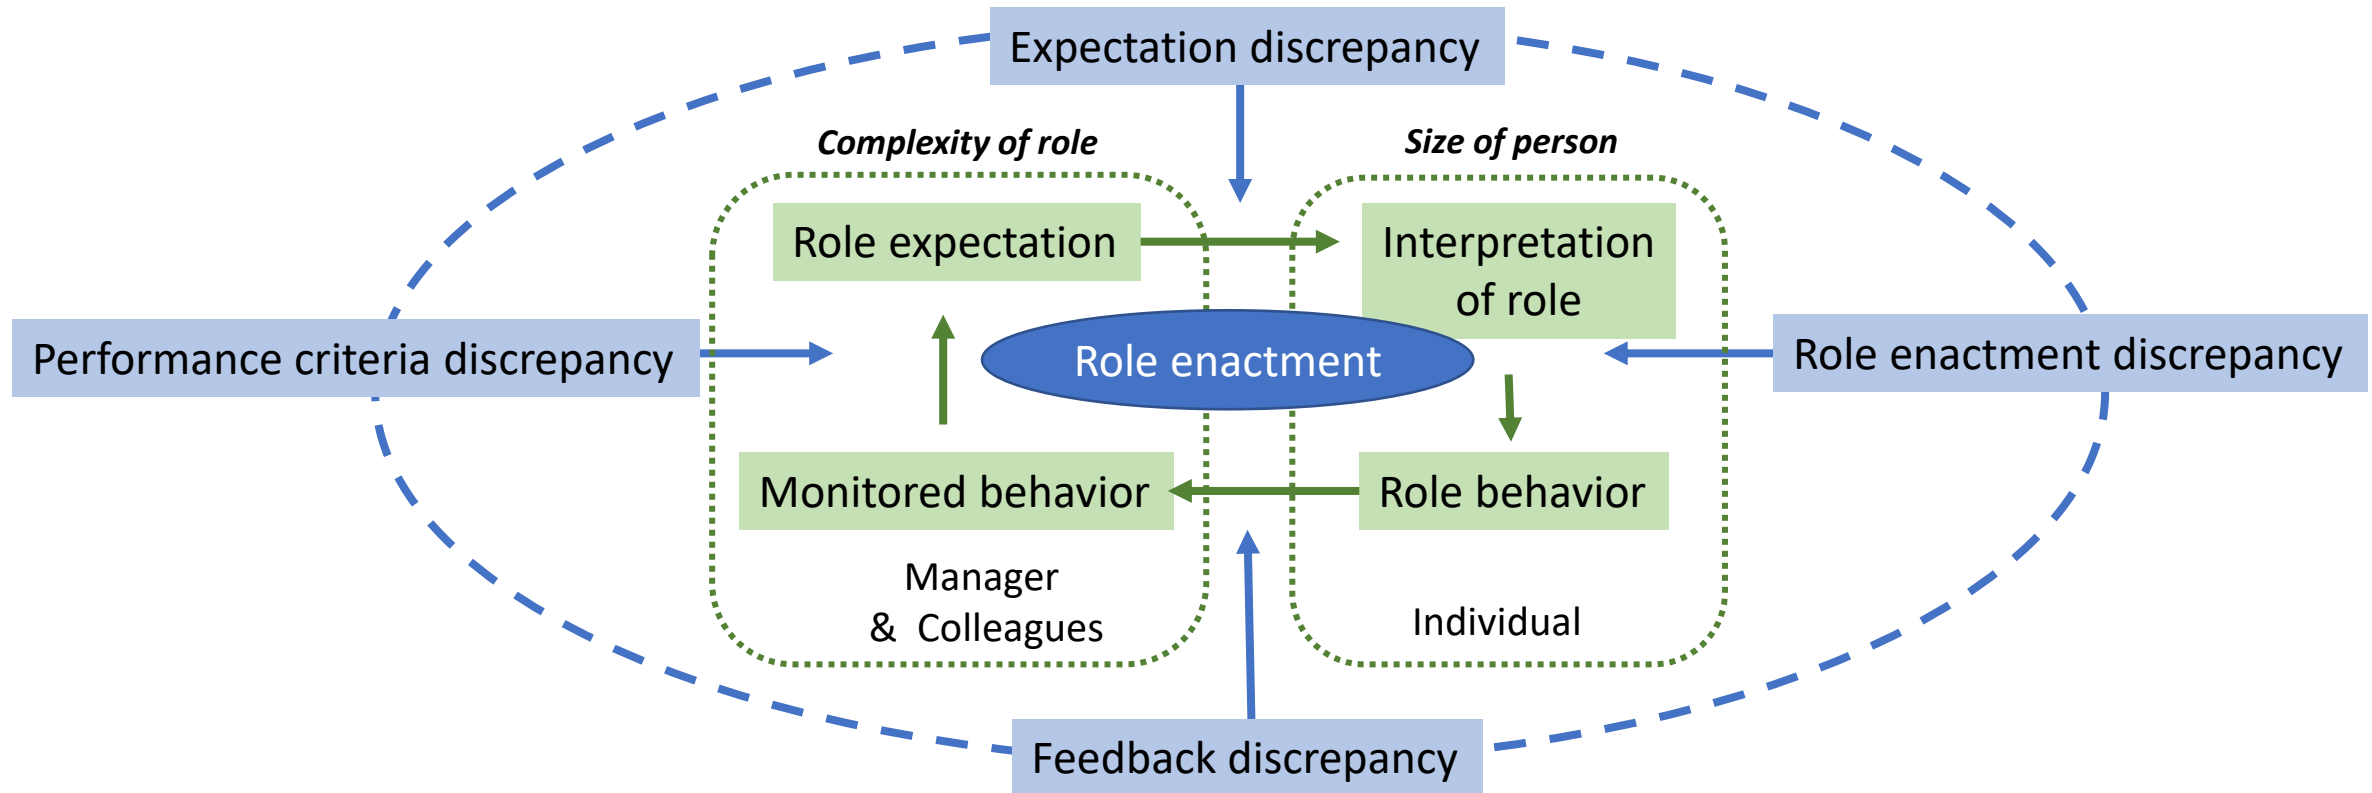 Expectation discrepancy
Complexity of role
Size of person
Role expectation
Interpretation
of role
Performance criteria discrepancy
Role enactment
Role enactment discrepancy
Monitored behavior
Role behavior
Manager
& Colleagues
Individual
Feedback discrepancy